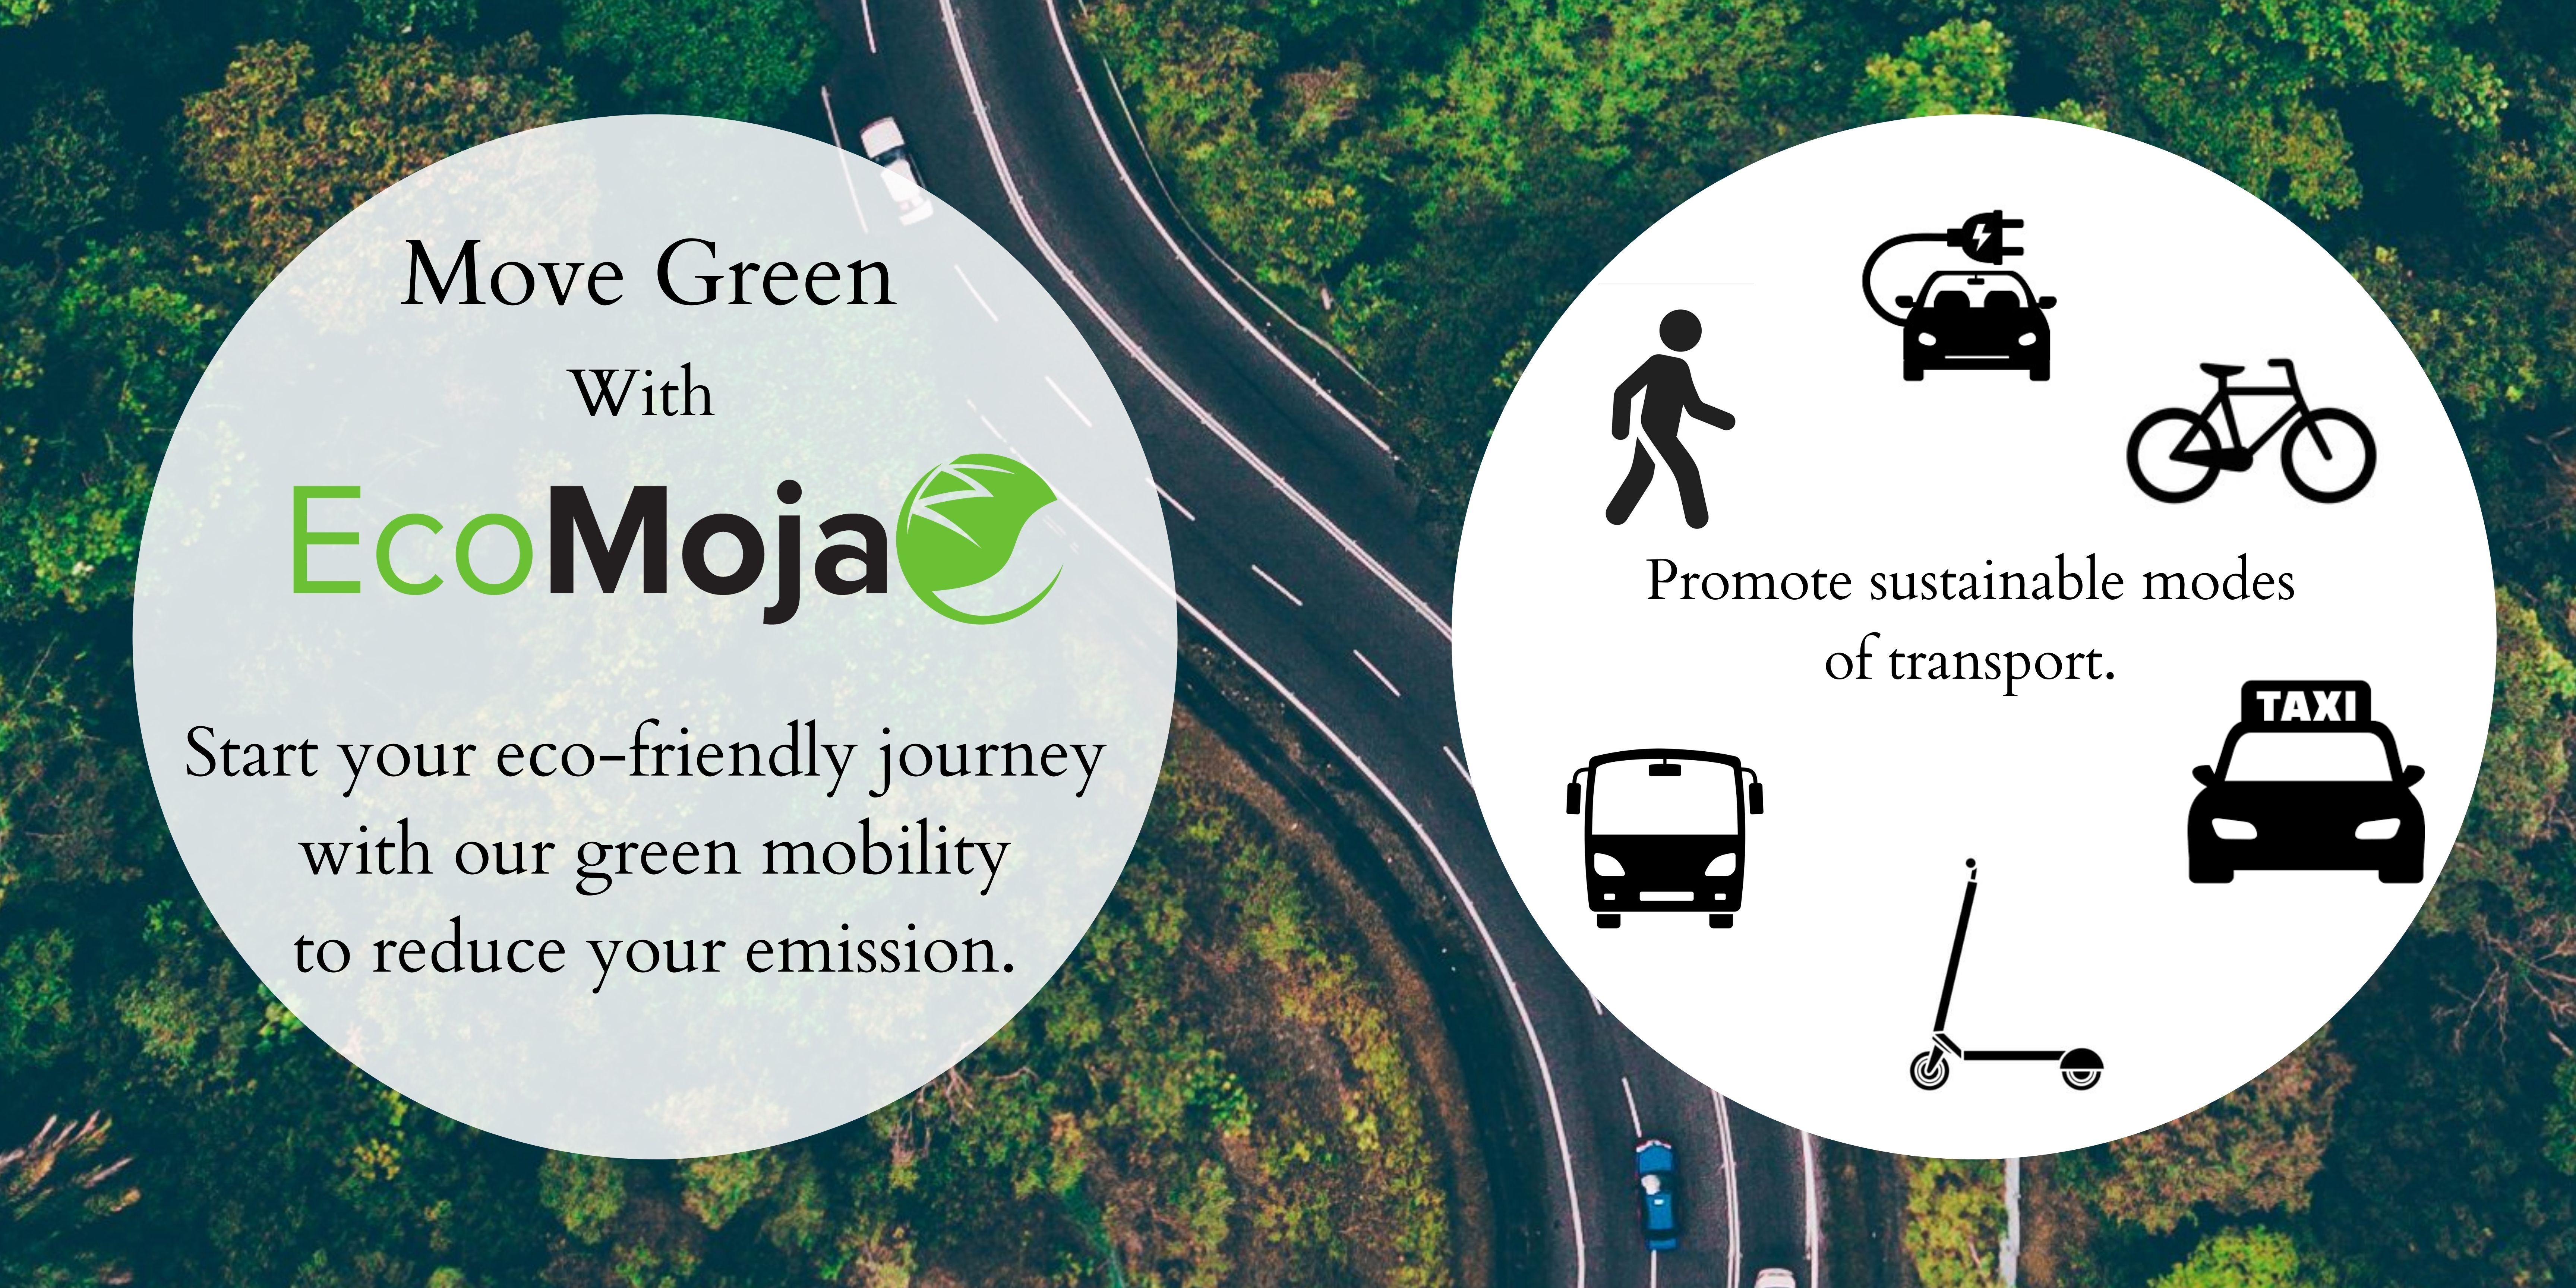 Move Green
With
EcoMoja
Start your eco-friendly journey
with our green mobility
to reduce your emission.
Promote sustainable modes
of transport.
TAXI